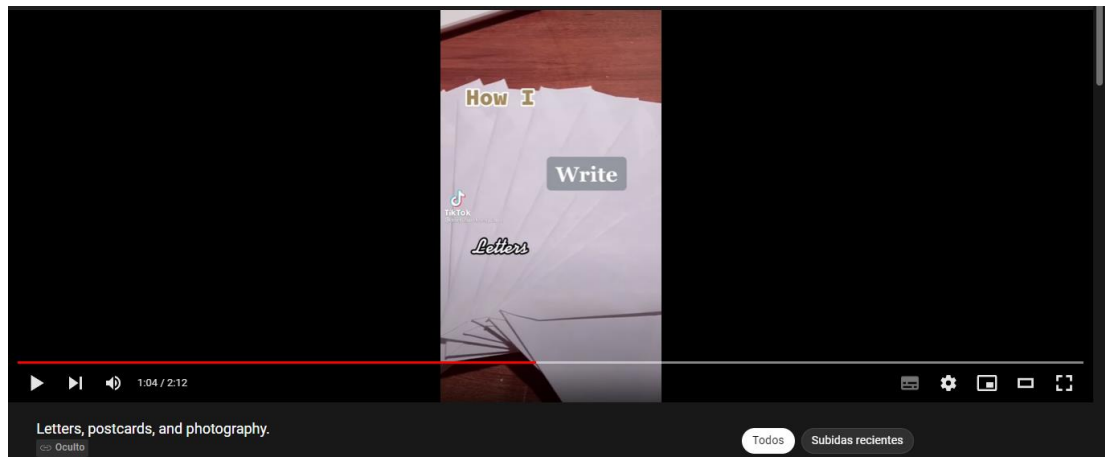 How I
Write
TikTok
Letters
1:04 / 2:12
Letters, postcards, and photography.
Oculto
Todos
Subidas recientes